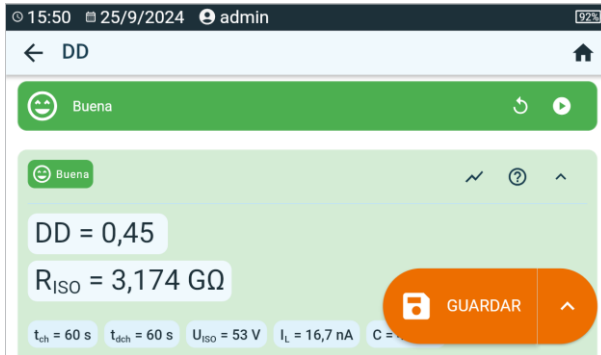 15:50 25/9/2024 admin 92%
DD
Buena
Buena
DD = 0,45
RISO = 3,174 GΩ
GUARDAR
tch = 60 s tdch = 60 s UISO = 53 V IL = 16,7 nA C =